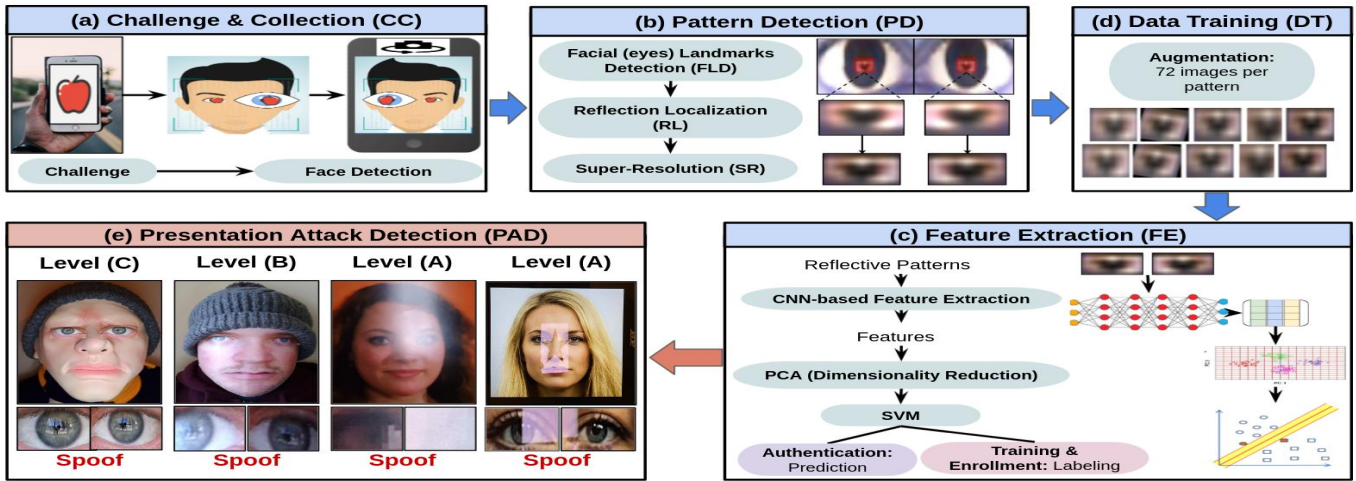 (a) Challenge & Collection (CC)
Challenge
Face Detection
(b) Pattern Detection (PD)
Facial (eyes) Landmarks
Detection (FLD)
Reflection Localization
(RL)
Super-Resolution (SR)
(d) Data Training (DT)
Augmentation:
72 images per
pattern
(e) Presentation Attack Detection (PAD)
Level (C)
Level (B)
Level (A)
Level (A)
Spoof
Spoof
Spoof
Spoof
(c) Feature Extraction (FE)
Reflective Patterns
CNN-based Feature Extraction
Features
PCA (Dimensionality Reduction)
SVM
Authentication:
Prediction
Training &
Enrollment: Labeling